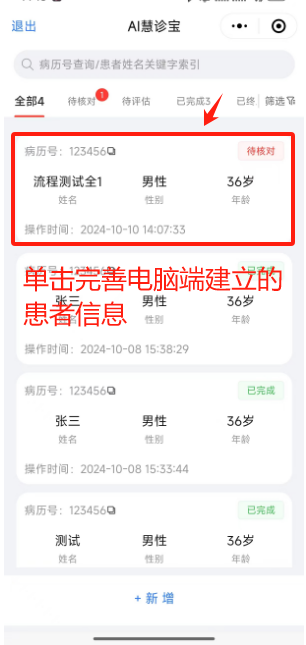 退出
AI慧诊宝
病历号查询/患者姓名关键字索引
全部4 待核对 1 待评估 已完成3 已终 筛选
病历号：123456 待核对
流程测试全1 男性 36岁
姓名 性别 年龄
操作时间：2024-10-10 14:07:33
单击完善电脑端建立的
患者信息
病历号：123456 已完成
张三 男性 36岁
姓名 性别 年龄
操作时间：2024-10-08 15:38:29
病历号：123456 已完成
张三 男性 36岁
姓名 性别 年龄
操作时间：2024-10-08 15:33:44
病历号：123456 已完成
测试 男性 36岁
姓名 性别 年龄
+ 新增